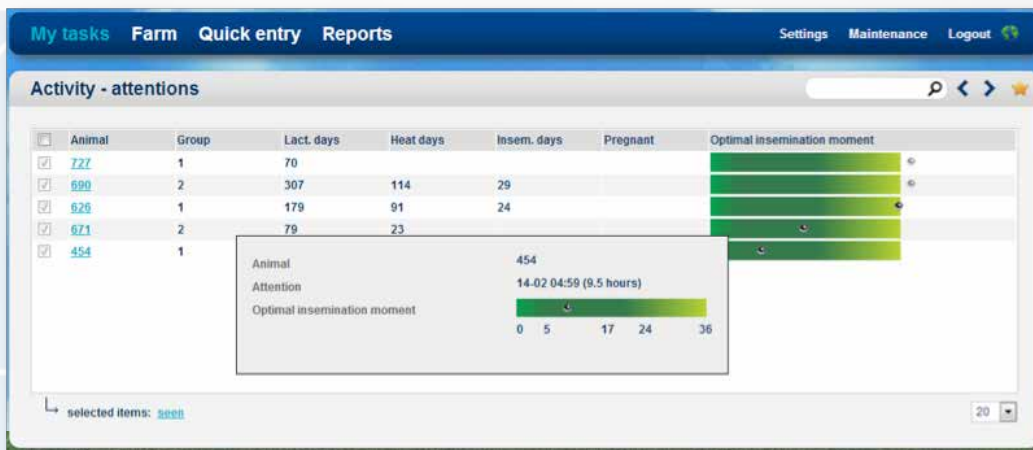 My tasks Farm Quick entry Reports Settings Maintenance Logout
Activity - attentions
Animal Group Lact. days Heat days Insem. days Pregnant Optimal insemination moment
727 1 70
690 2 307 114 29
626 1 179 91 24
671 2 79 23
454 1
Animal 454
Attention 14-02 04:59 (9.5 hours)
Optimal insemination moment
0 5 17 24 36
selected items: seen 20